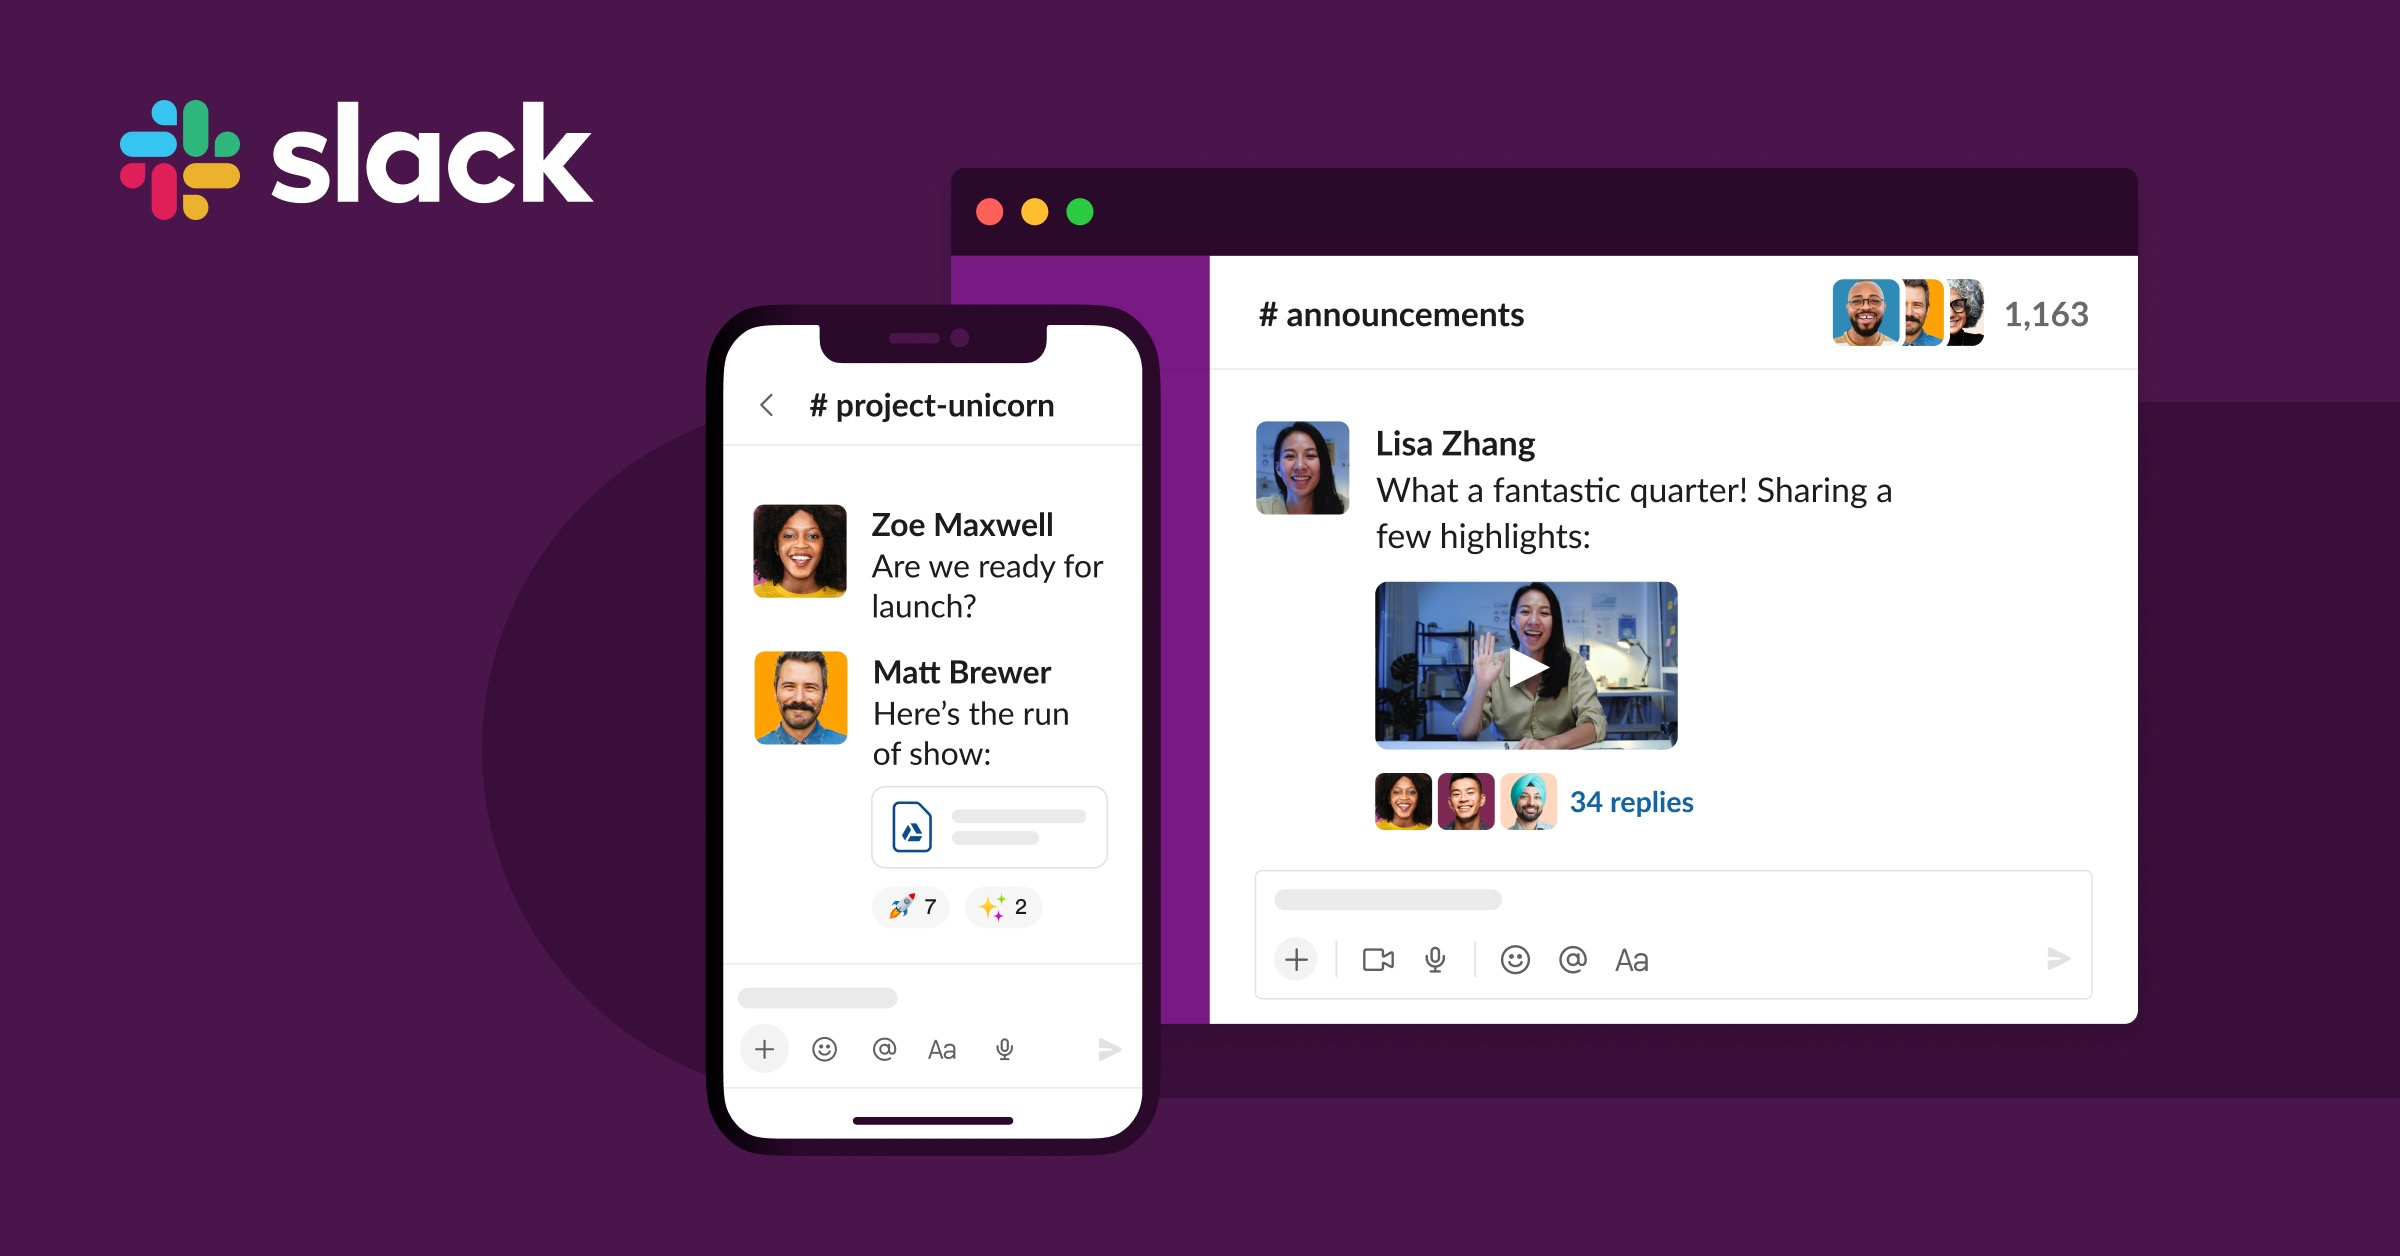 slack
# announcements
1,163
Lisa Zhang
What a fantastic quarter! Sharing a
few highlights:
34 replies
Aa
# project-unicorn
Zoe Maxwell
Are we ready for
launch?
Matt Brewer
Here’s the run
of show:
7
2
Aa